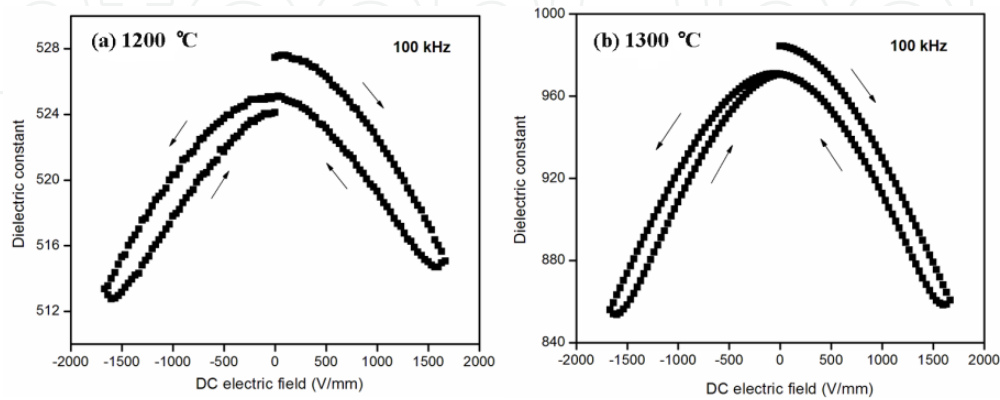 (a) 1200 ℃
100 kHz
528
524
520
516
512
Dielectric constant
-2000 -1500 -1000 -500 0 500 1000 1500 2000
DC electric field (V/mm)
(b) 1300 ℃
100 kHz
1000
960
920
880
840
Dielectric constant
-2000 -1500 -1000 -500 0 500 1000 1500 2000
DC electric field (V/mm)